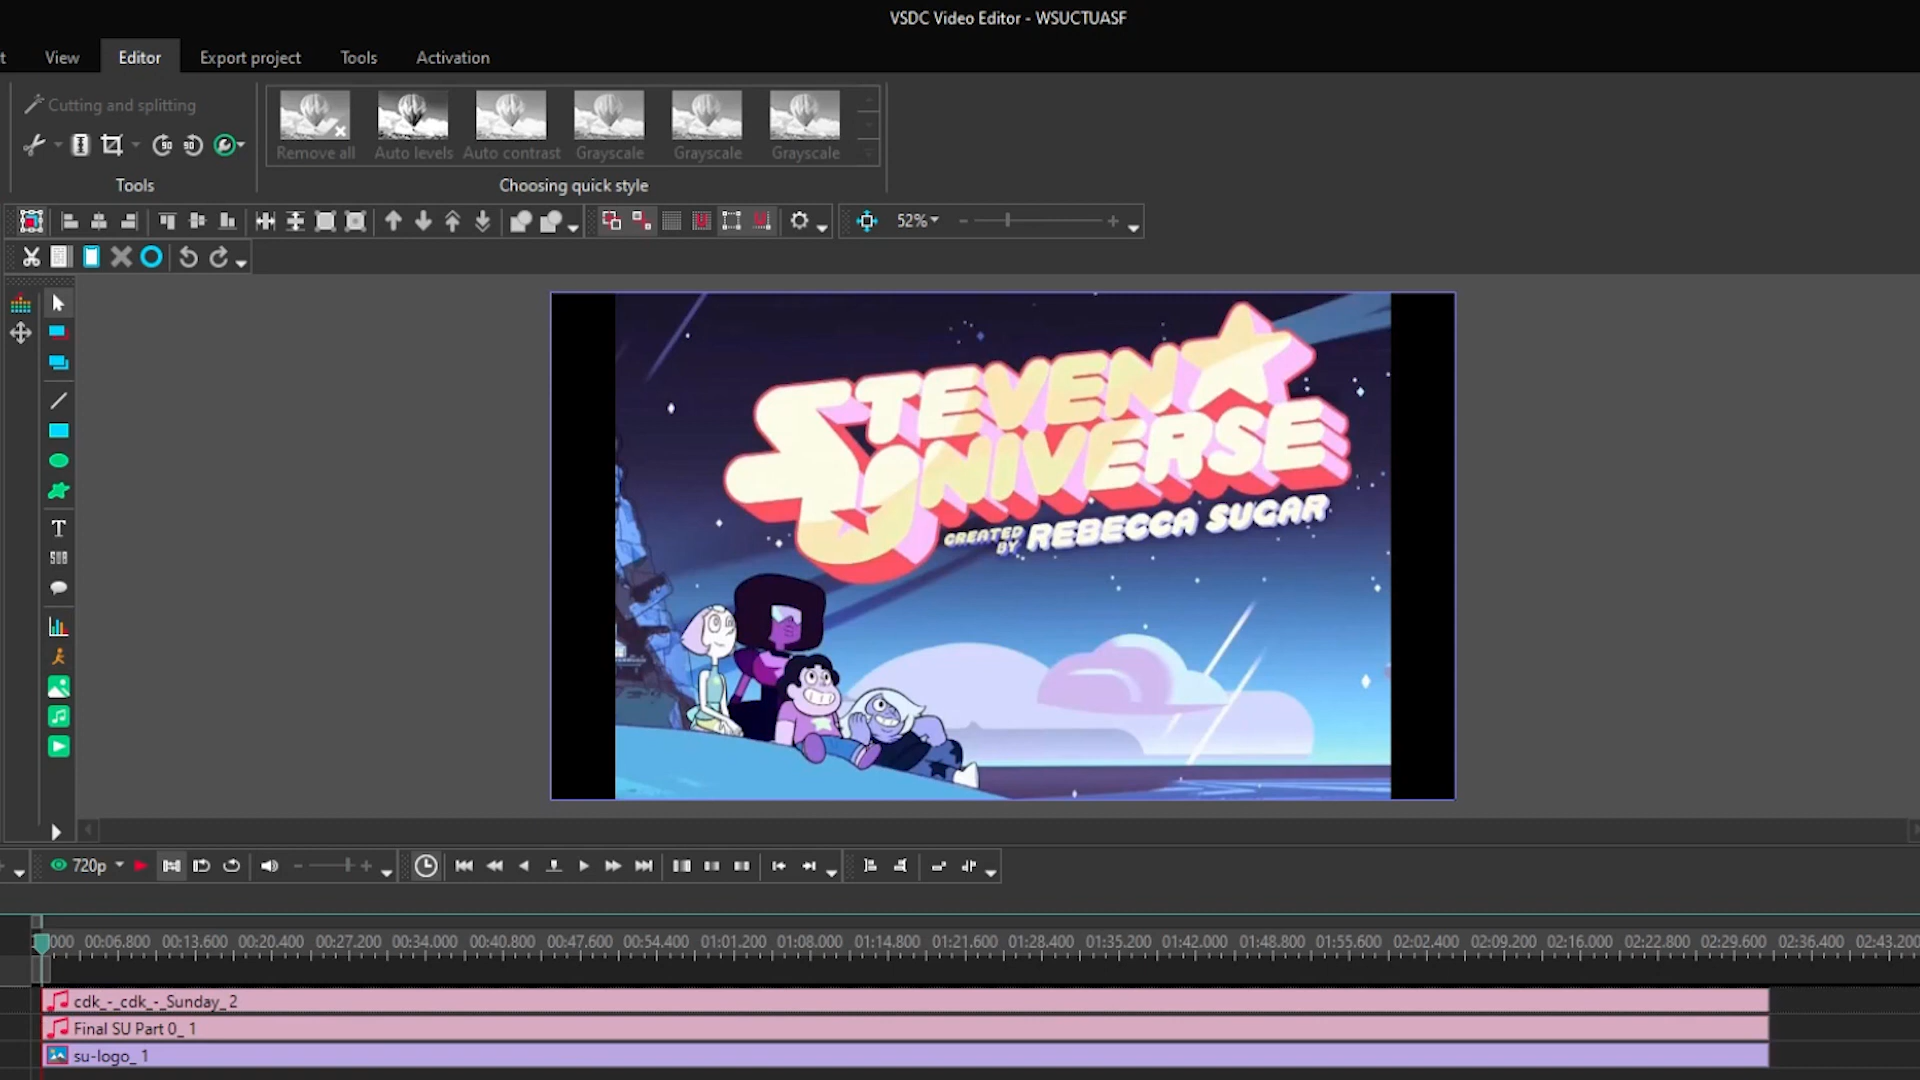 VSDC Video Editor - WSUCTUASF
t View Editor Export project Tools Activation
Cutting and splitting
Remove all Auto levels Auto contrast Grayscale Grayscale Grayscale
Tools Choosing quick style
52%
STEVEN
UNIVERSE
CREATED BY REBECCA SUGAR
T
SUB
720p
000 00:06.800 00:13.600 00:20.400 00:27.200 00:34.000 00:40.800 00:47.600 00:54.400 01:01.200 01:08.000 01:14.800 01:21.600 01:28.400 01:35.200 01:42.000 01:48.800 01:55.600 02:02.400 02:09.200 02:16.000 02:22.800 02:29.600 02:36.400 02:43.200
cdk_-_cdk_-_Sunday_ 2
Final SU Part 0_ 1
su-logo_ 1